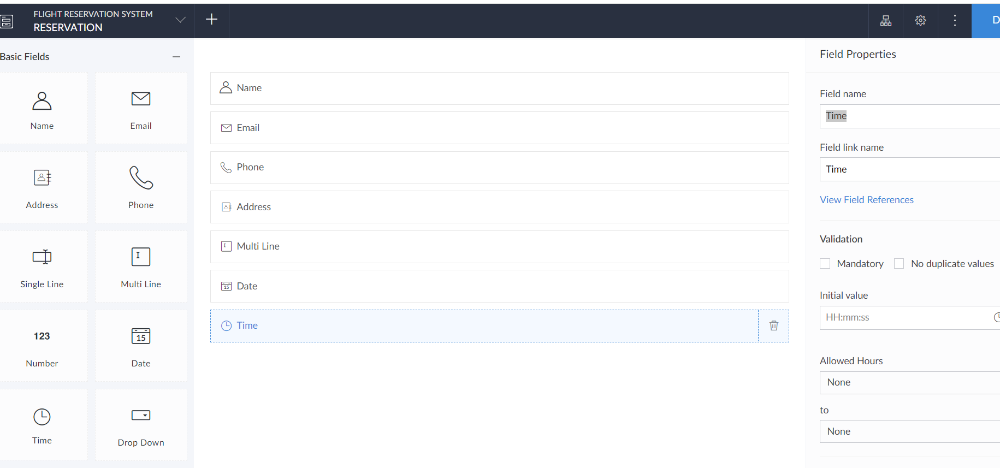 FLIGHT RESERVATION SYSTEM
RESERVATION
D
Basic Fields
Name
Email
Address
Phone
Single Line
Multi Line
123
Number
15
Date
Time
Drop Down
Name
Email
Phone
Address
Multi Line
15
Date
Time
Field Properties
Field name
Time
Field link name
Time
View Field References
Validation
Mandatory
No duplicate values
Initial value
HH:mm:ss
Allowed Hours
None
to
None